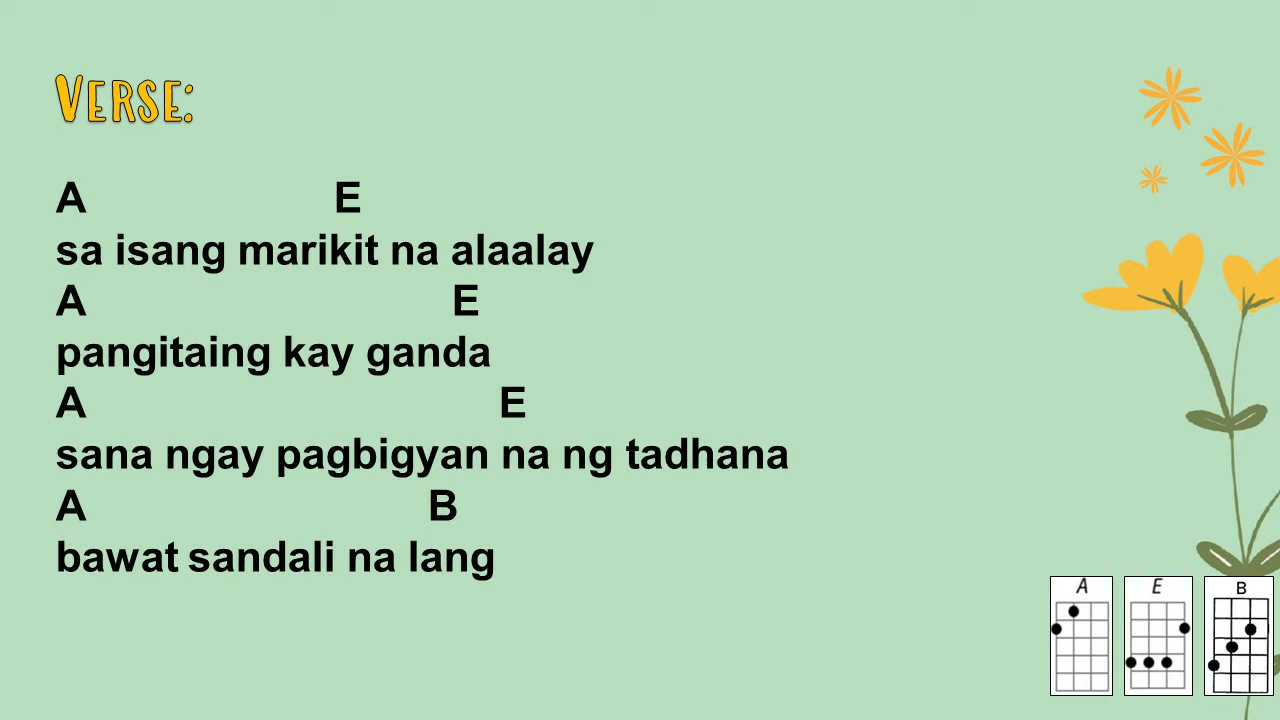 VERSE:
A E
sa isang marikit na alaalay
A E
pangitaing kay ganda
A E
sana ngay pagbigyan na ng tadhana
A B
bawat sandali na lang
A E B